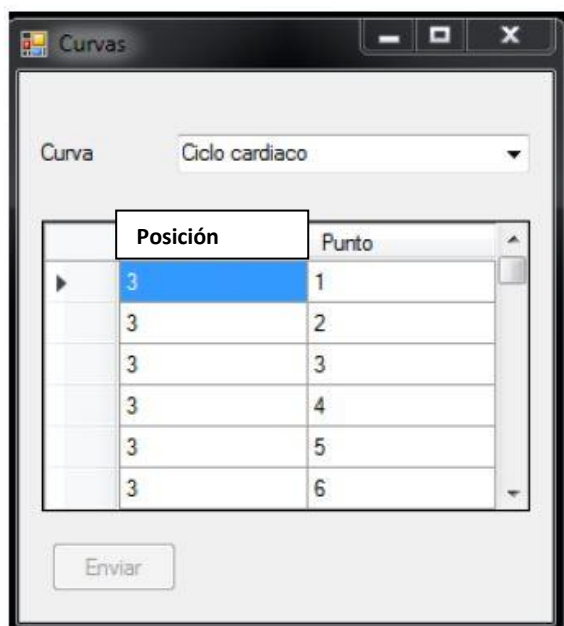 Curvas
Curva Ciclo cardiaco
Posición Punto
3 1
3 2
3 3
3 4
3 5
3 6
Enviar